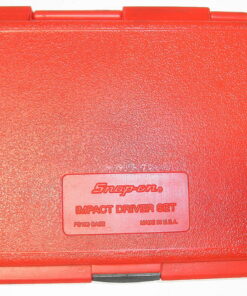 Snap-on®
IMPACT DRIVER SET
MADE IN U.S.A.